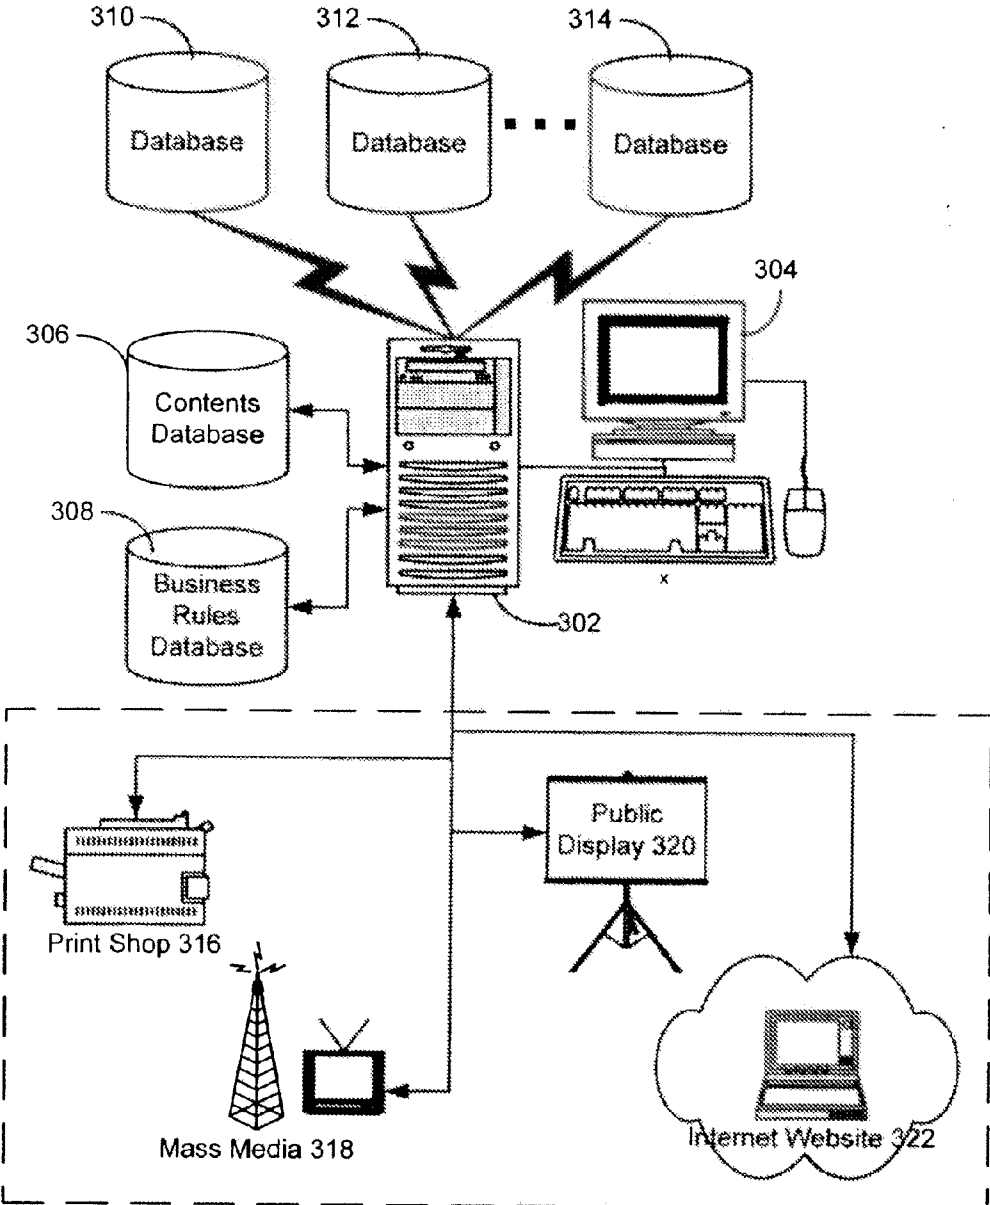 310
312
314
Database
Database
Database
304
306
Contents
Database
308
Business
Rules
Database
302
x
Public
Display 320
Print Shop 316
Mass Media 318
Internet Website 322